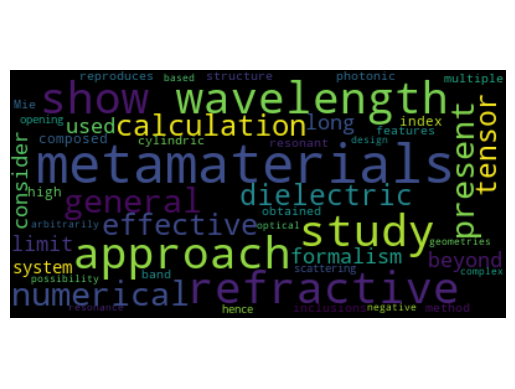 reproduces based structure photonic multiple
show wavelength
Mie opening used calculation long index features
composed cylindric resonant design
consider metamaterials present tensor
high general dielectric
arbitrarily effective obtained optical study
limit approach formalism geometries beyond
system possibility band scattering complex
numerical refractive
resonance hence inclusions negative method